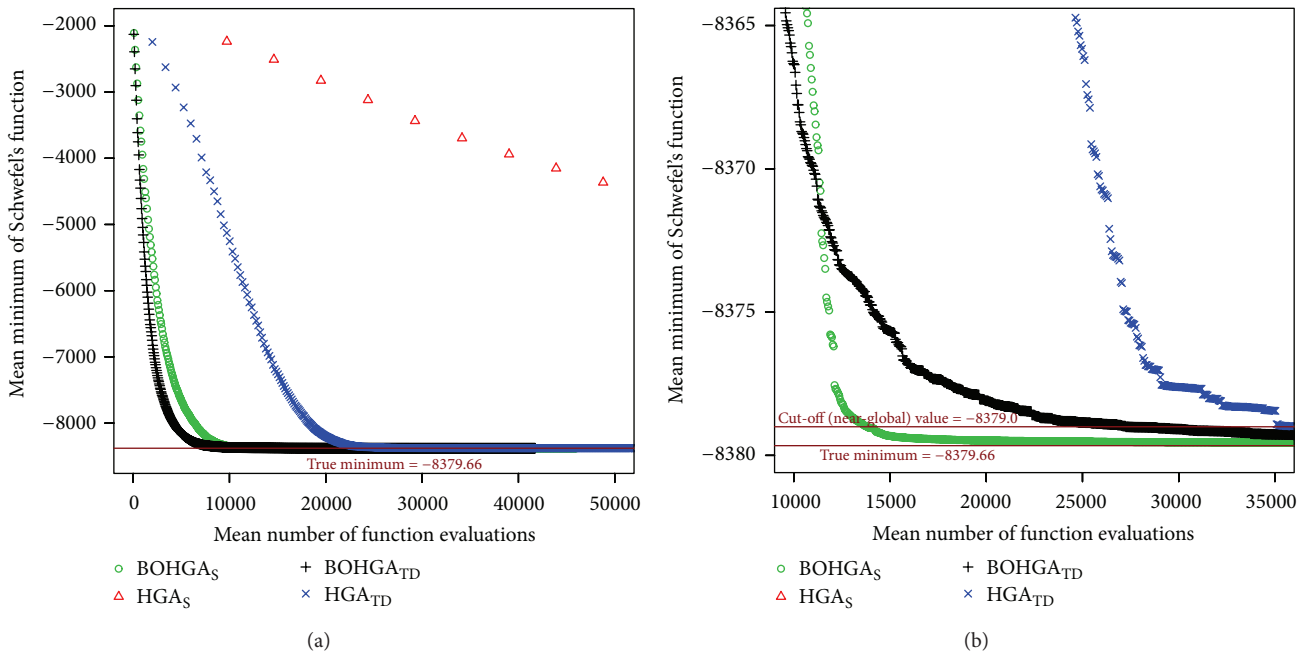 −2000
−3000
−4000
−5000
−6000
−7000
−8000
Mean minimum of Schwefel's function
True minimum = −8379.66
0 10000 20000 30000 40000 50000
Mean number of function evaluations
BOHGA_S BOHGA_TD
HGA_S HGA_TD
(a)
−8365
−8370
−8375
−8380
Mean minimum of Schwefel's function
Cut-off (near-global) value = −8379.0
True minimum = −8379.66
10000 15000 20000 25000 30000 35000
Mean number of function evaluations
BOHGA_S BOHGA_TD
HGA_S HGA_TD
(b)